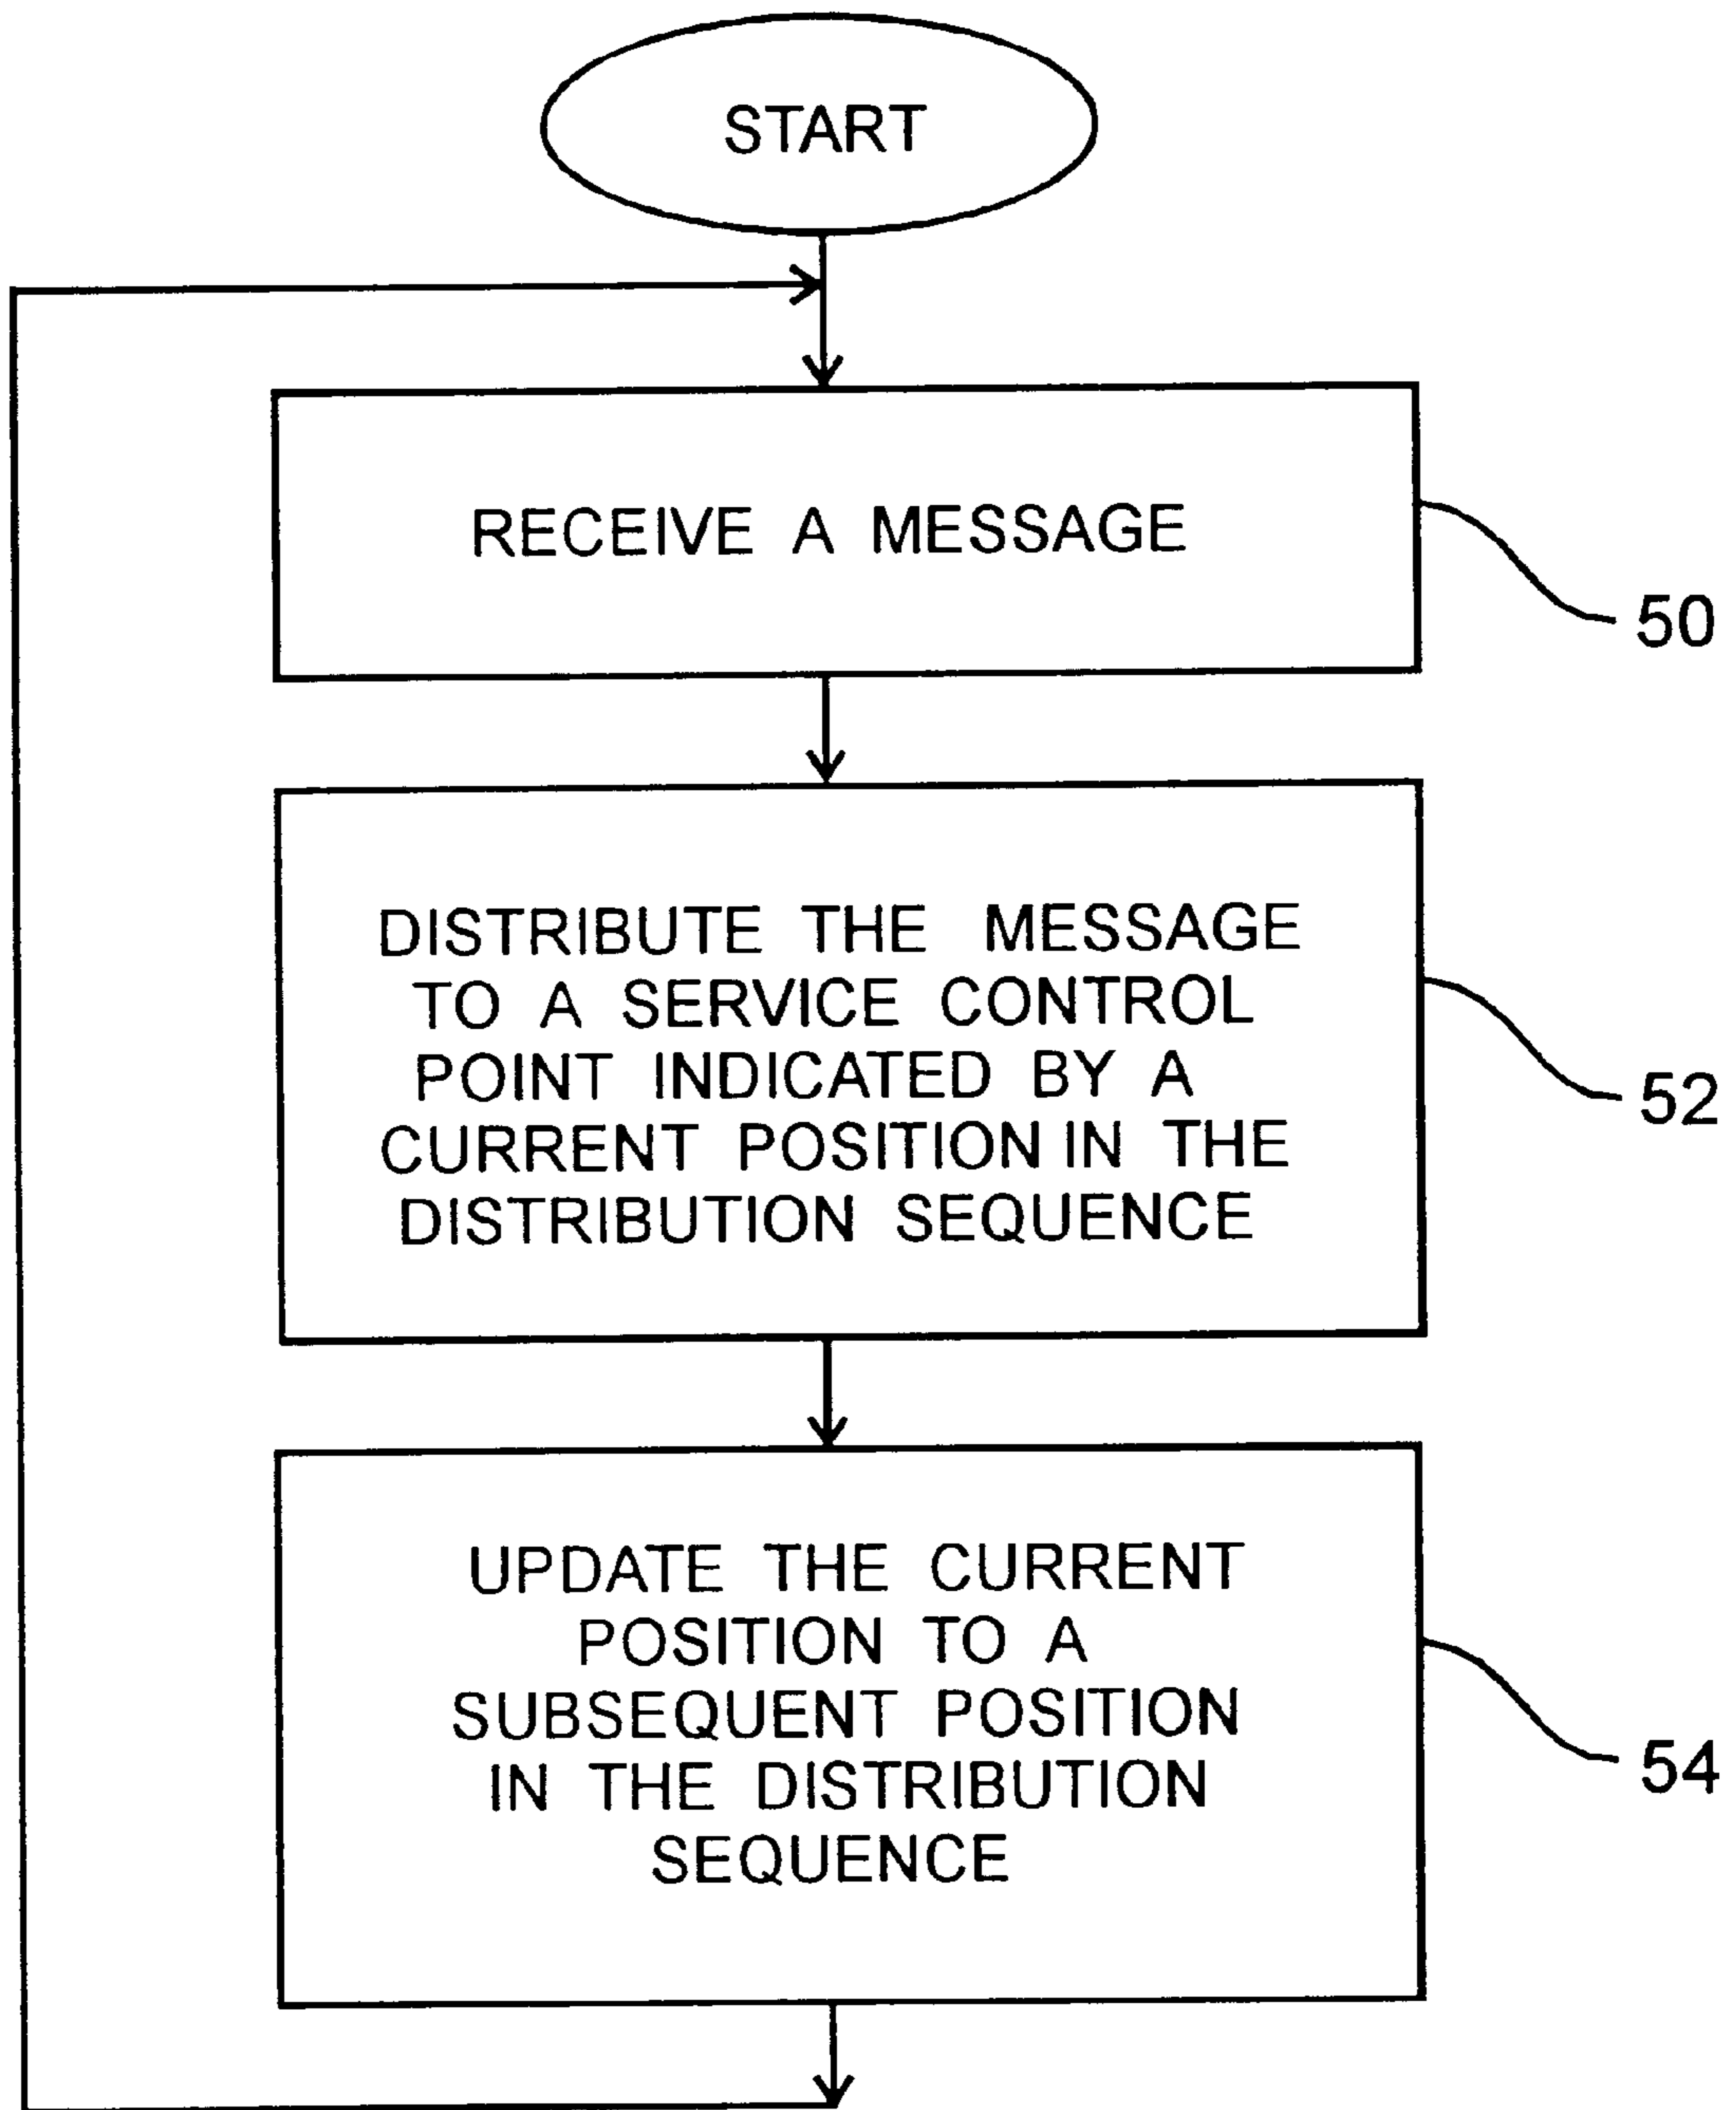 START
RECEIVE A MESSAGE
50
DISTRIBUTE THE MESSAGE
TO A SERVICE CONTROL
POINT INDICATED BY A
CURRENT POSITION IN THE
DISTRIBUTION SEQUENCE
52
UPDATE THE CURRENT
POSITION TO A
SUBSEQUENT POSITION
IN THE DISTRIBUTION
SEQUENCE
54